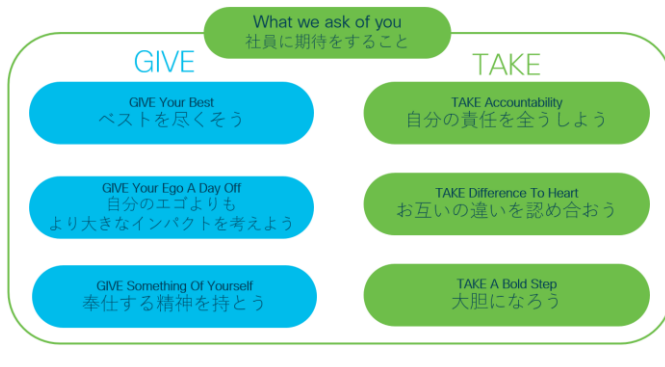 What we ask of you
社員に期待をすること
GIVE
GIVE Your Best
ベストを尽くそう
GIVE Your Ego A Day Off
自分のエゴよりも
より大きなインパクトを考えよう
GIVE Something Of Yourself
奉仕する精神を持とう
TAKE
TAKE Accountability
自分の責任を全うしよう
TAKE Difference To Heart
お互いの違いを認め合おう
TAKE A Bold Step
大胆になろう